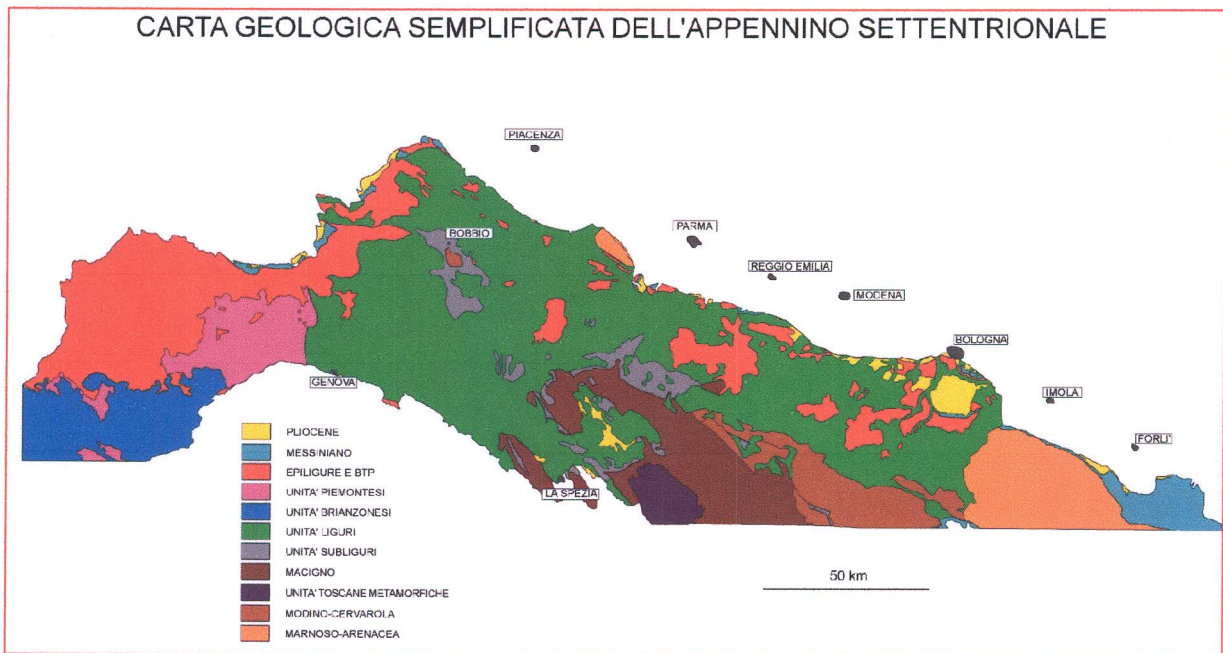 CARTA GEOLOGICA SEMPLIFICATA DELL'APPENNINO SETTENTRIONALE
PIACENZA
BOBBIO
PARMA
REGGIO EMILIA
MODENA
BOLOGNA
GENOVA
IMOLA
FORLI'
LA SPEZIA
PLIOCENE
MESSINIANO
EPILIGURE E BTP
UNITA' PIEMONTESI
UNITA' BRIANZONESI
UNITA' LIGURI
UNITA' SUBLIGURI
MACIGNO
UNITA' TOSCANE METAMORFICHE
MODINO-CERVAROLA
MARNOSO-ARENACEA
50 km